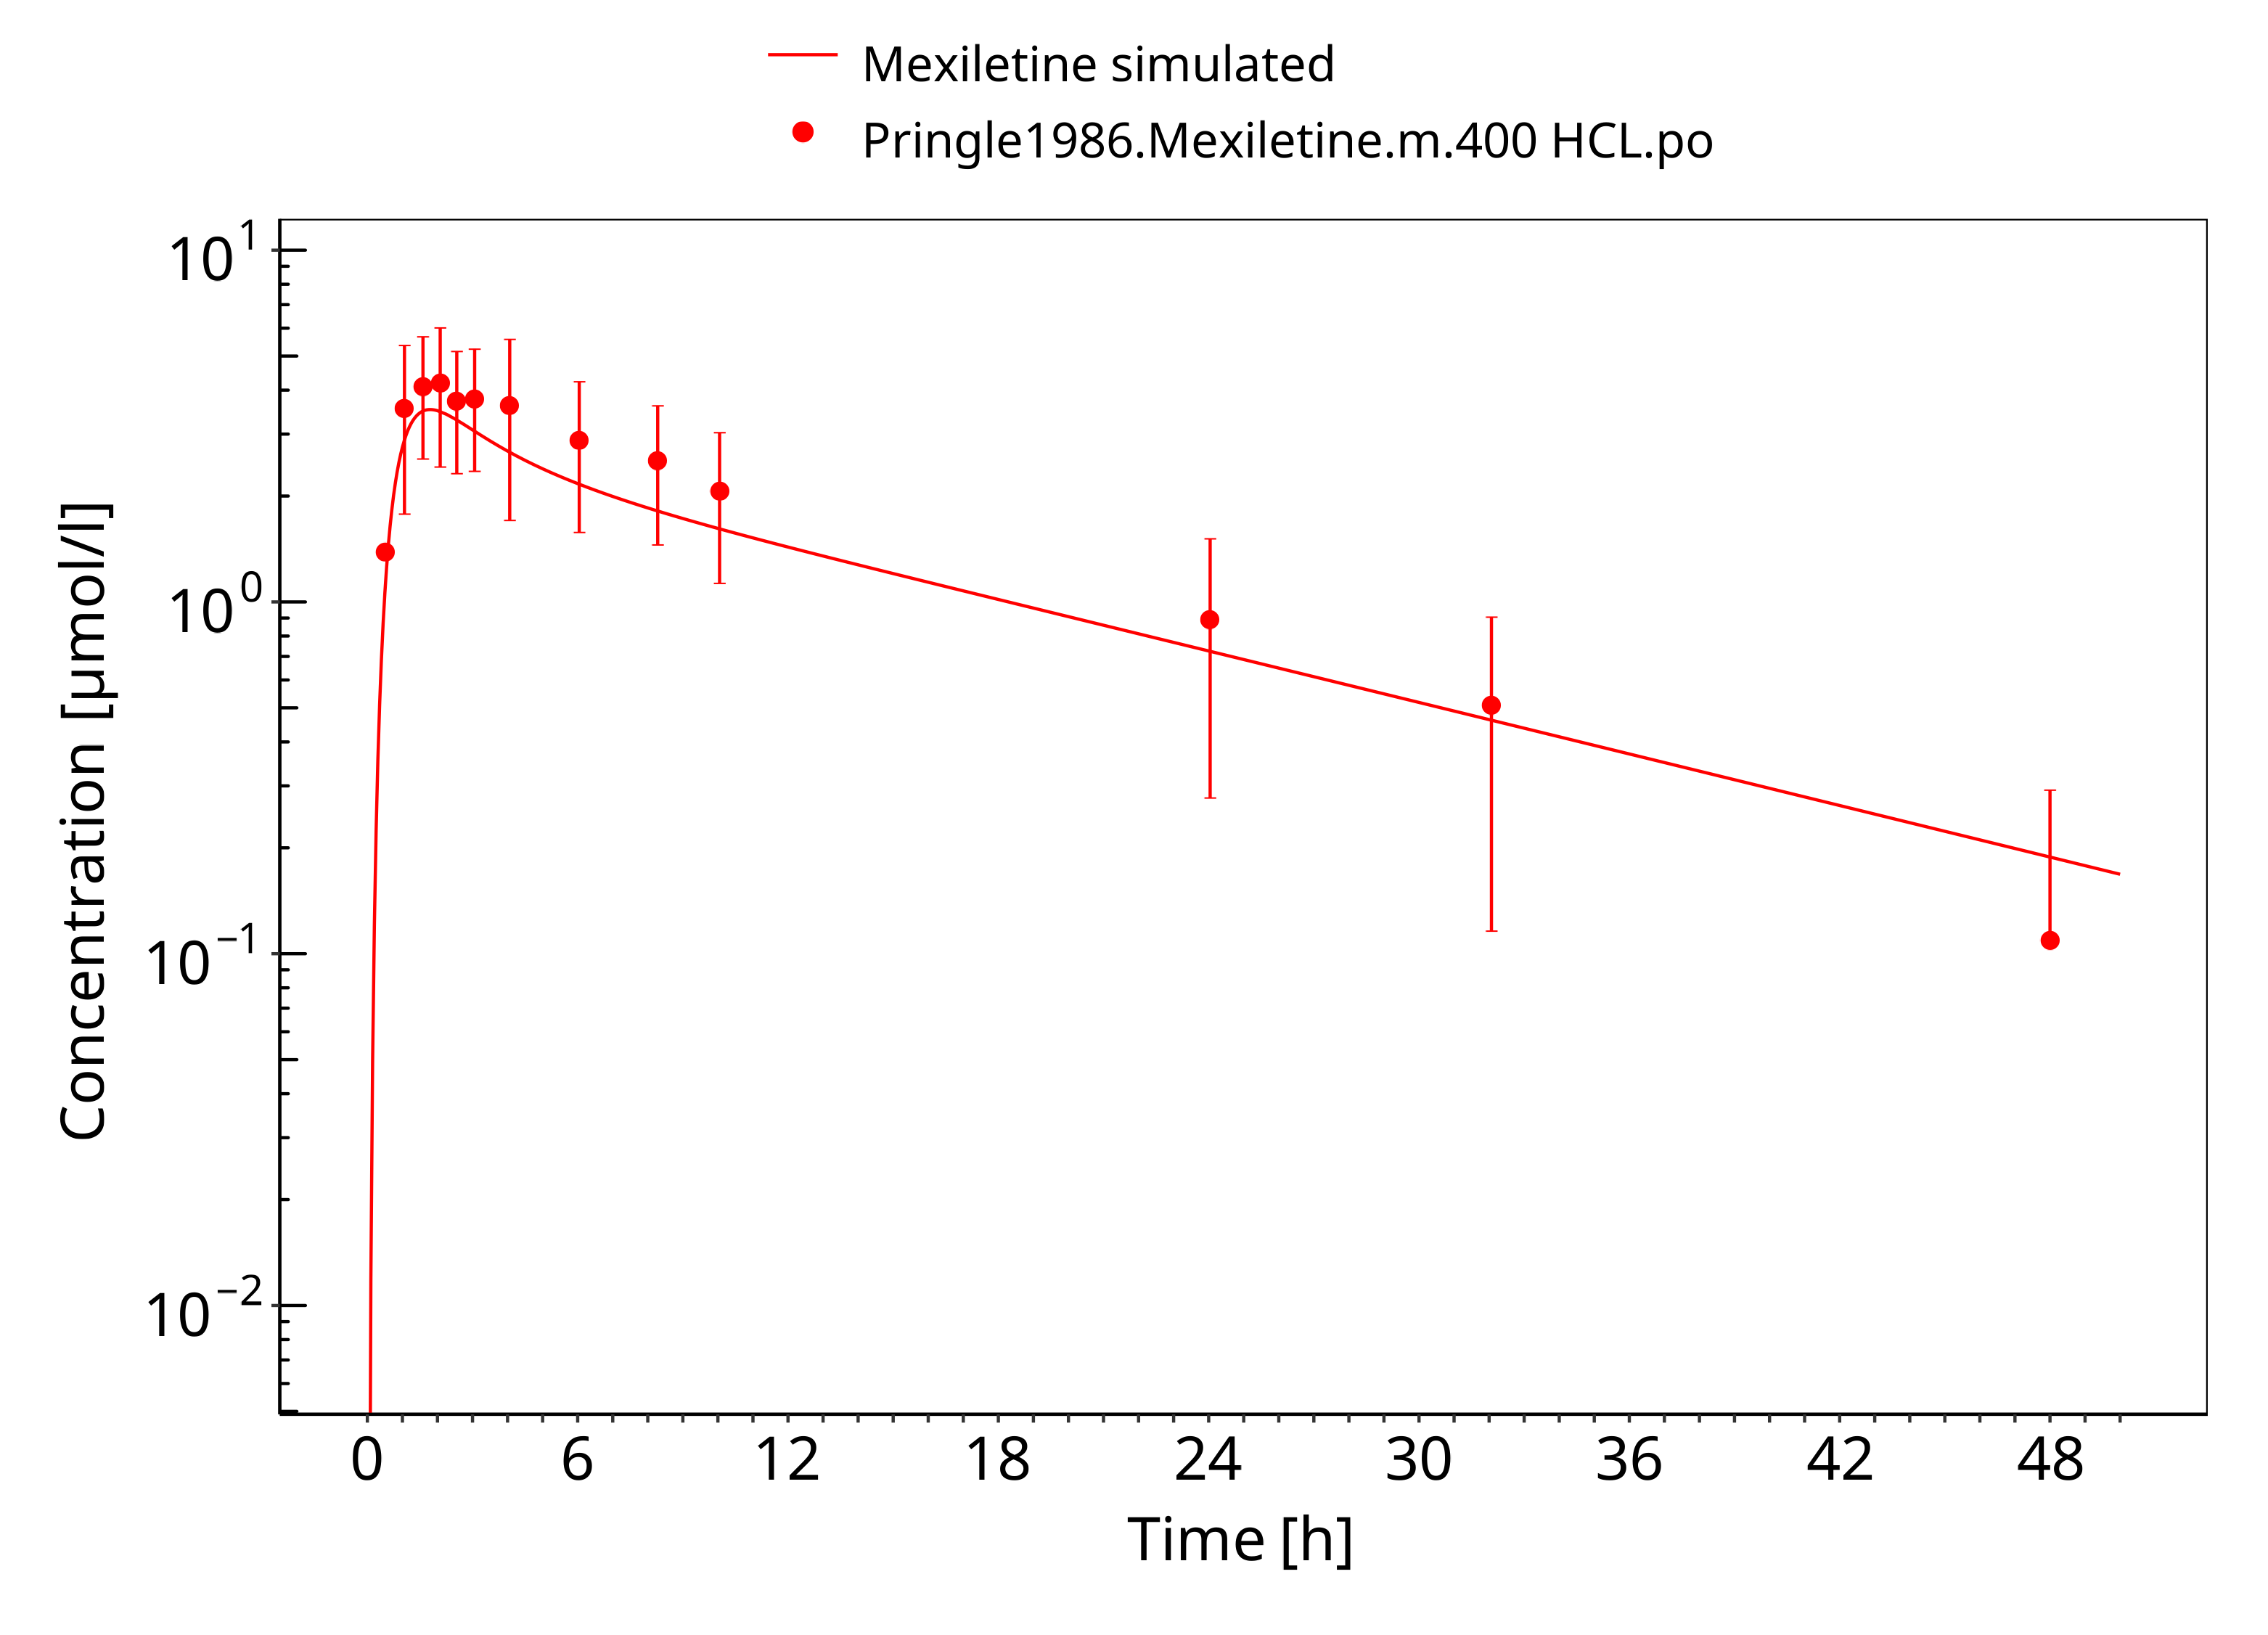 Mexiletine simulated
Pringle1986.Mexiletine.m.400 HCL.po
Concentration [µmol/l]
10^1
10^0
10^−1
10^−2
0 6 12 18 24 30 36 42 48
Time [h]